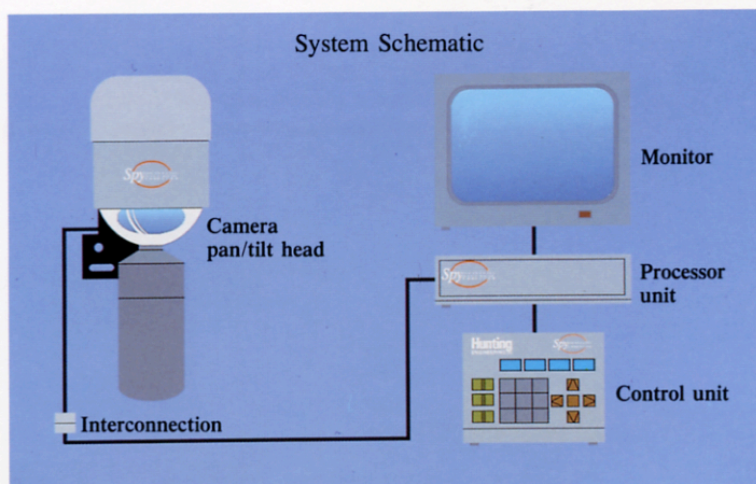 System Schematic
Monitor
Camera
pan/tilt head
Processor
unit
Hunting
Control unit
Interconnection